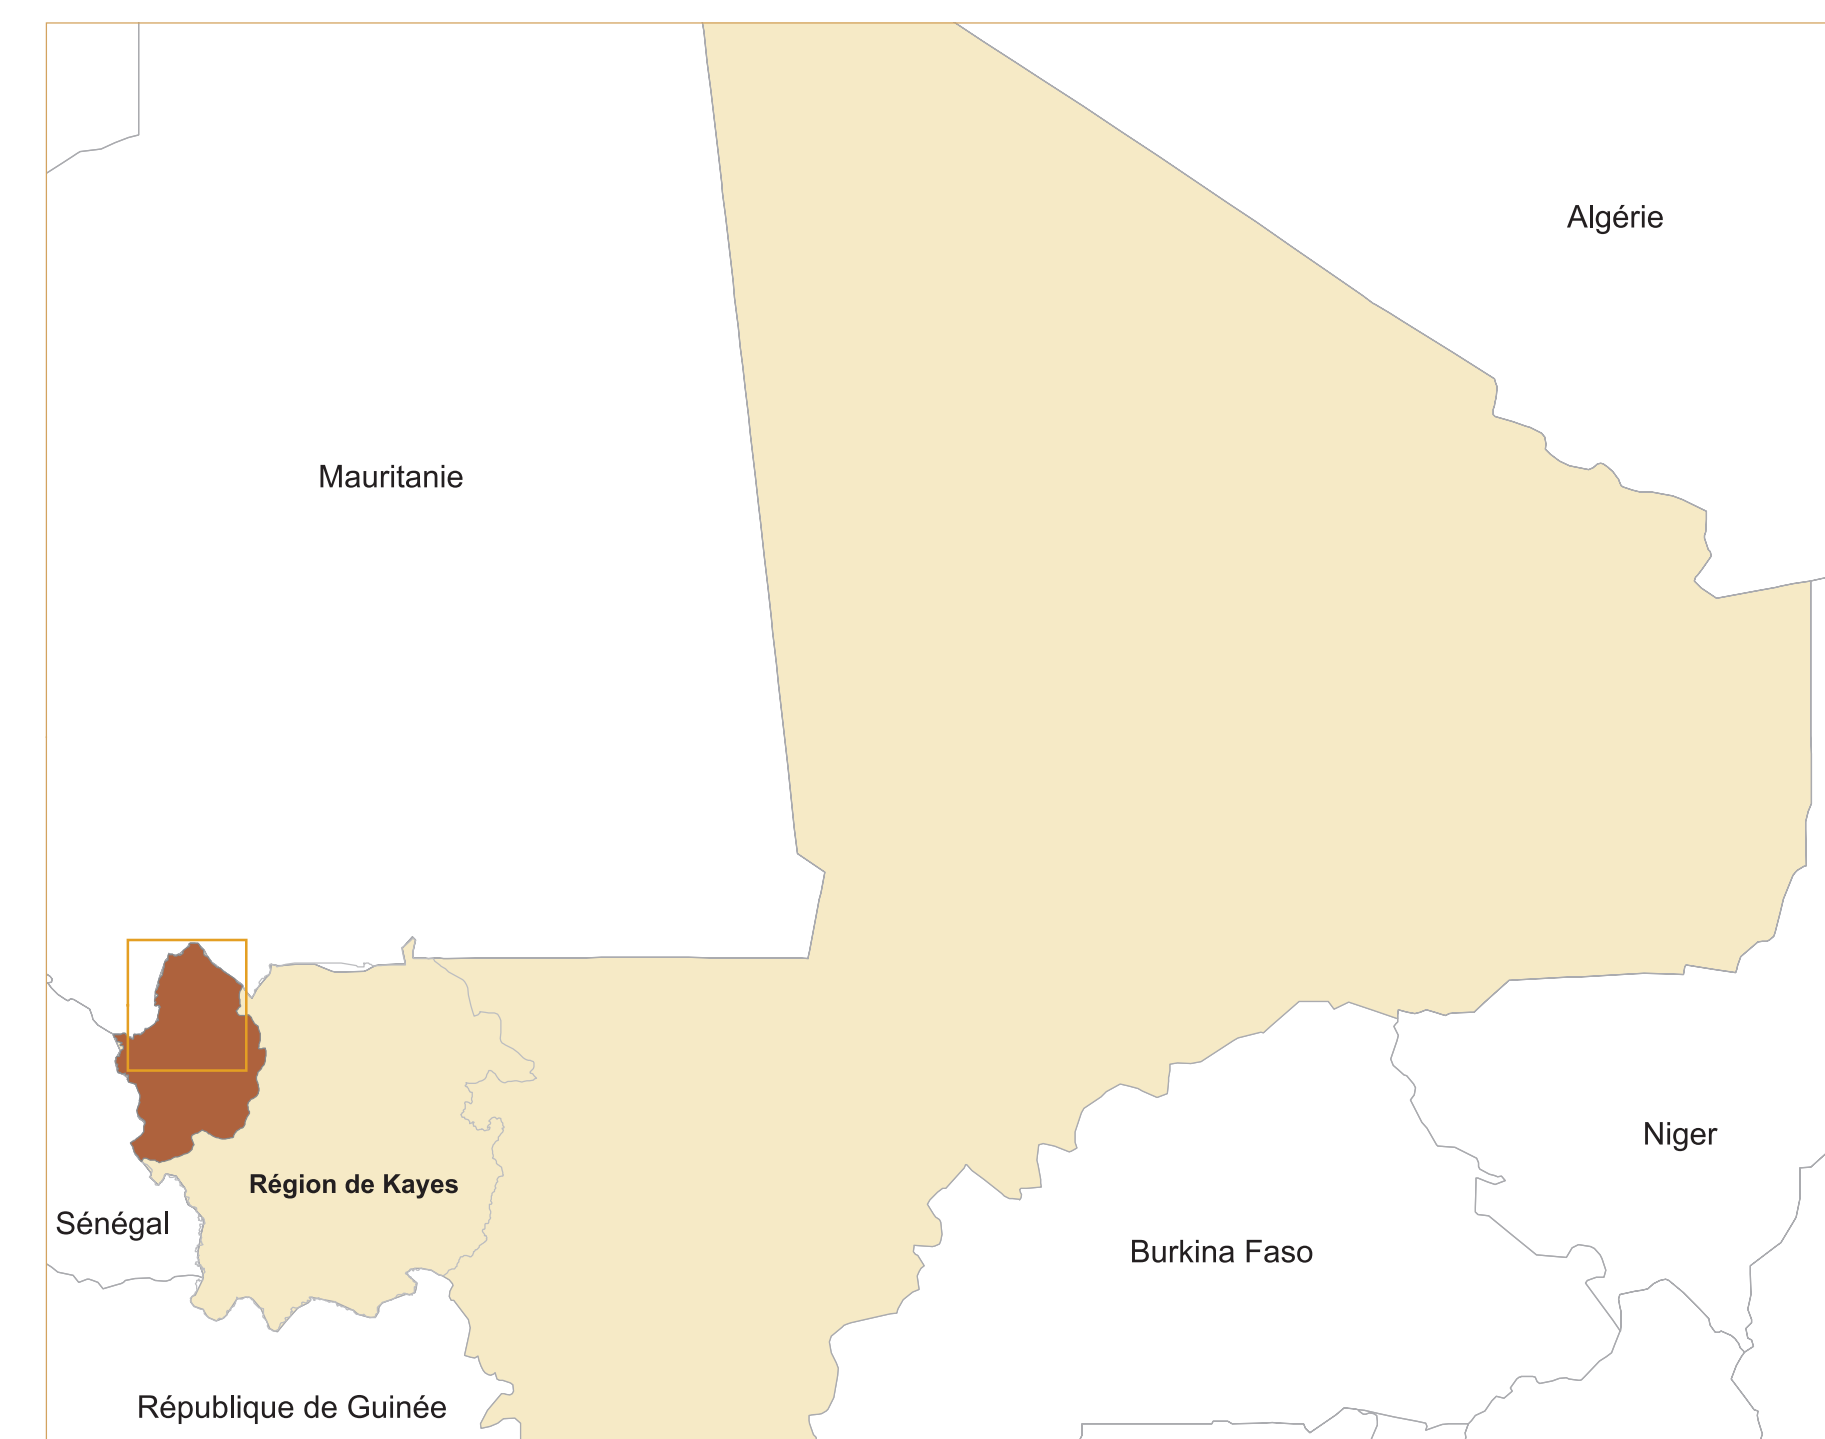 Algérie
Mauritanie
Niger
Région de Kayes
Sénégal
Burkina Faso
République de Guinée